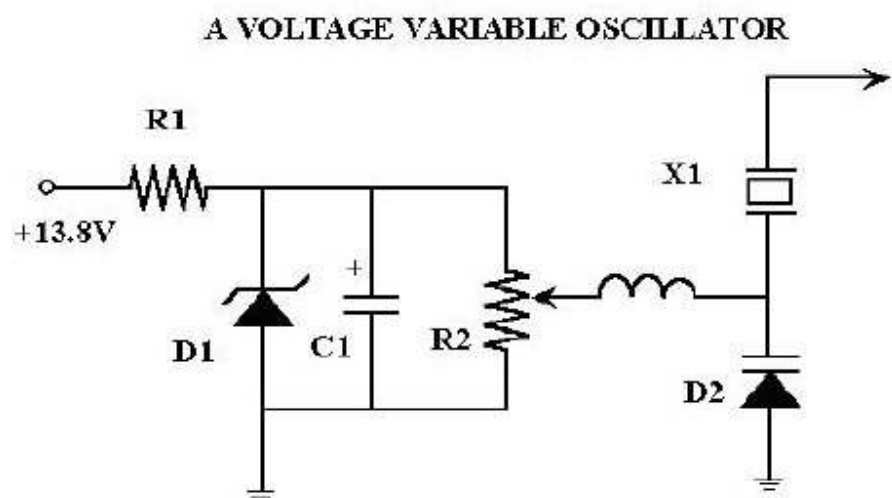 A VOLTAGE VARIABLE OSCILLATOR
R1
X1
+13.8V
+
D1
C1
R2
D2